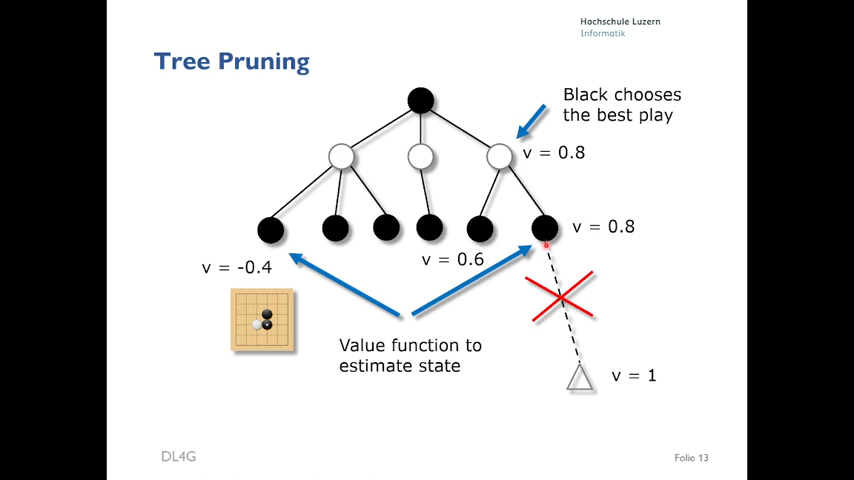 Hochschule Luzern
Informatik
Tree Pruning
Black chooses
the best play
v = 0.8
v = 0.8
v = -0.4
v = 0.6
Value function to
estimate state
v = 1
DL4G
Folie 13